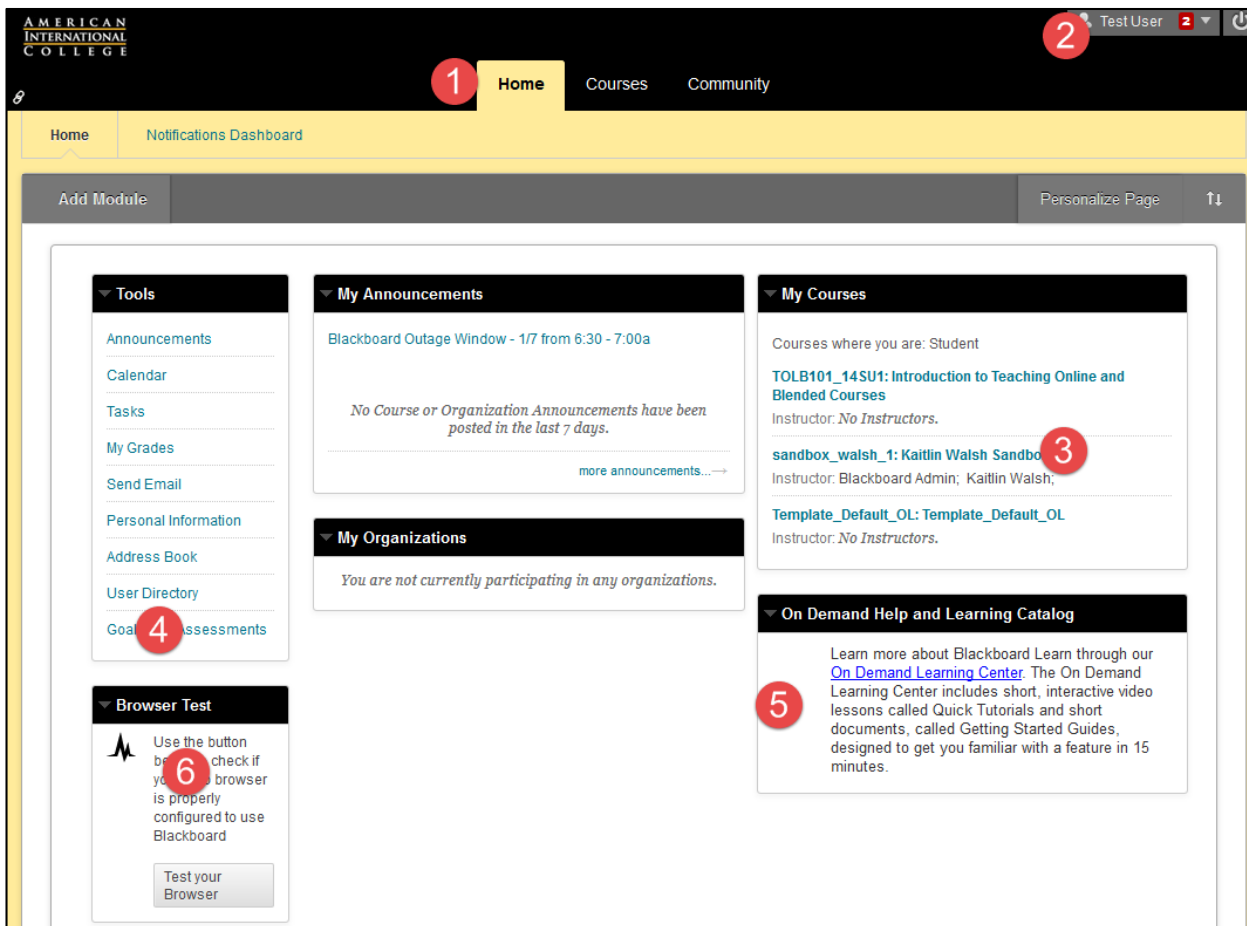 AMERICAN
INTERNATIONAL
COLLEGE
2 Test User 2
1 Home Courses Community
Home Notifications Dashboard
Add Module Personalize Page
Tools
Announcements
Calendar
Tasks
My Grades
Send Email
Personal Information
Address Book
User Directory
4 Assessments
Browser Test
Use the button
check if
6 browser
is properly
configured to use
Blackboard
Test your
Browser
My Announcements
Blackboard Outage Window - 1/7 from 6:30 - 7:00a
No Course or Organization Announcements have been
posted in the last 7 days.
more announcements...
My Organizations
You are not currently participating in any organizations.
My Courses
Courses where you are: Student
TOLB101_14SU1: Introduction to Teaching Online and
Blended Courses
Instructor: No Instructors.
sandbox_walsh_1: Kaitlin Walsh 3
Instructor: Blackboard Admin; Kaitlin Walsh;
Template_Default_OL: Template_Default_OL
Instructor: No Instructors.
On Demand Help and Learning Catalog
5
Learn more about Blackboard Learn through our
On Demand Learning Center. The On Demand
Learning Center includes short, interactive video
lessons called Quick Tutorials and short
documents, called Getting Started Guides,
designed to get you familiar with a feature in 15
minutes.